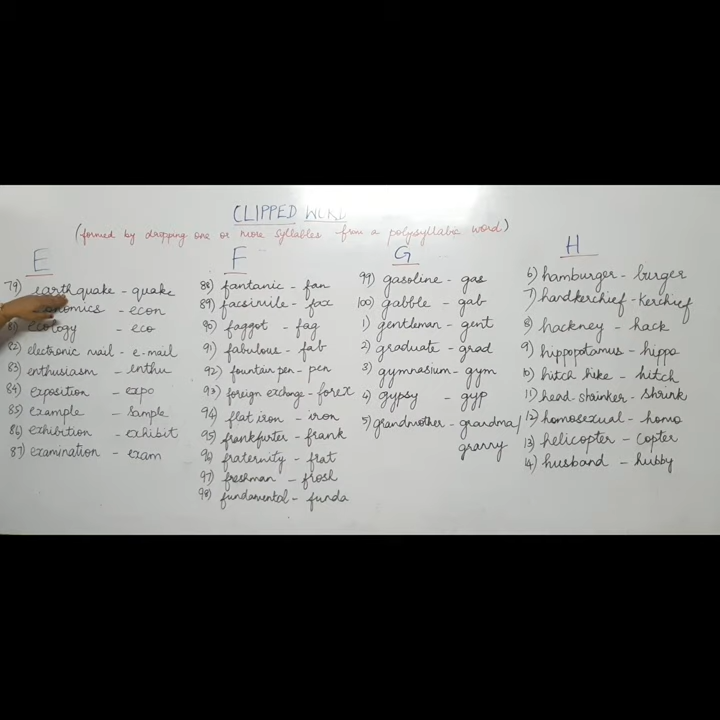 CLIPPED WORD
(formed by dropping one or more syllables from a polysyllabic word)
E
79) earthquake - quake
economics - econ
81) ecology - eco
82) electronic mail - e-mail
83) enthusiasm - enthu
84) exposition - expo
85) example - sample
86) exhibition - exhibit
87) examination - exam
F
88) fantanic - fan
89) facsimile - fax
90) faggot - fag
91) fabulous - fab
92) fountain pen - pen
93) foreign exchange - forex
94) flat iron - iron
95) frankfurter - frank
96) fraternity - frat
97) freshman - frosh
98) fundamental - funda
G
99) gasoline - gas
100) gabble - gab
1) gentleman - gent
2) graduate - grad
3) gymnasium - gym
4) gypsy - gyp
5) grandmother - grandma/
granny
H
6) hamburger - burger
7) handkerchief - Kerchief
8) hackney - hack
9) hippopotamus - hippo
10) hitch hike - hitch
11) head shrinker - shrink
12) homosexual - homo
13) helicopter - copter
14) husband - hubby